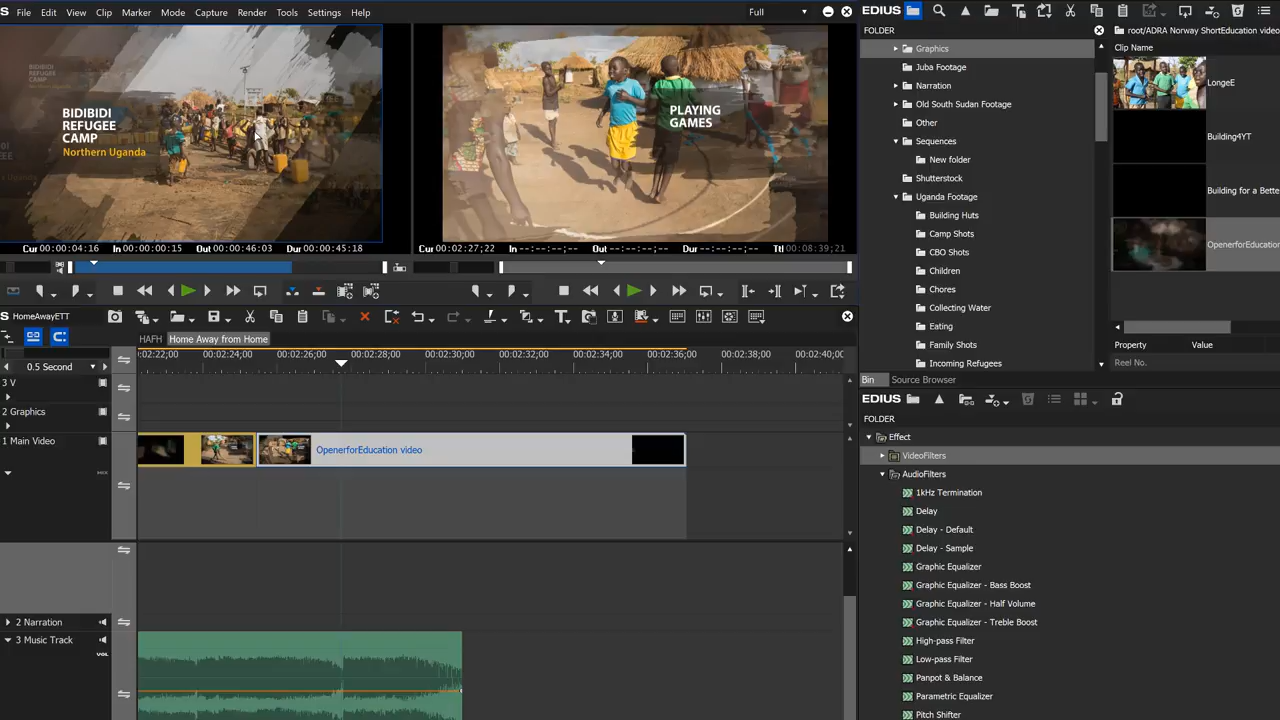 S File Edit View Clip Marker Mode Capture Render Tools Settings Help Full
BIDIBIDI
REFUGEE
CAMP
Northern Uganda
BIDIBIDI
REFUGEE
CAMP
Northern Uganda
PLAYING
GAMES
Cur 00:00:04:16 In 00:00:00:15 Out 00:00:46:03 Dur 00:00:45:18
Cur 00:02:27;22 In --:--:--;-- Out --:--:--;-- Dur --:--:--;-- Ttl 00:08:39;21
S HomeAwayETT
HAFH Home Away from Home
0.5 Second
:02:22;00 00:02:24;00 00:02:26;00 00:02:28;00 00:02:30;00 00:02:32;00 00:02:34;00 00:02:36;00 00:02:38;00 00:02:40;00
3 V
2 Graphics
1 Main Video
OpenerforEducation video
MIX
2 Narration
3 Music Track
VOL
EDIUS
FOLDER
Graphics
Juba Footage
Narration
Old South Sudan Footage
Other
Sequences
New folder
Shutterstock
Uganda Footage
Building Huts
Camp Shots
CBO Shots
Children
Chores
Collecting Water
Eating
Family Shots
Incoming Refugees
root/ADRA Norway ShortEducation video
Clip Name
LongeE
Building4YT
Building for a Bette
OpenerforEducation
Property Value
Reel No.
Bin Source Browser
EDIUS
FOLDER
Effect
VideoFilters
AudioFilters
1kHz Termination
Delay
Delay - Default
Delay - Sample
Graphic Equalizer
Graphic Equalizer - Bass Boost
Graphic Equalizer - Half Volume
Graphic Equalizer - Treble Boost
High-pass Filter
Low-pass Filter
Panpot & Balance
Parametric Equalizer
Pitch Shifter